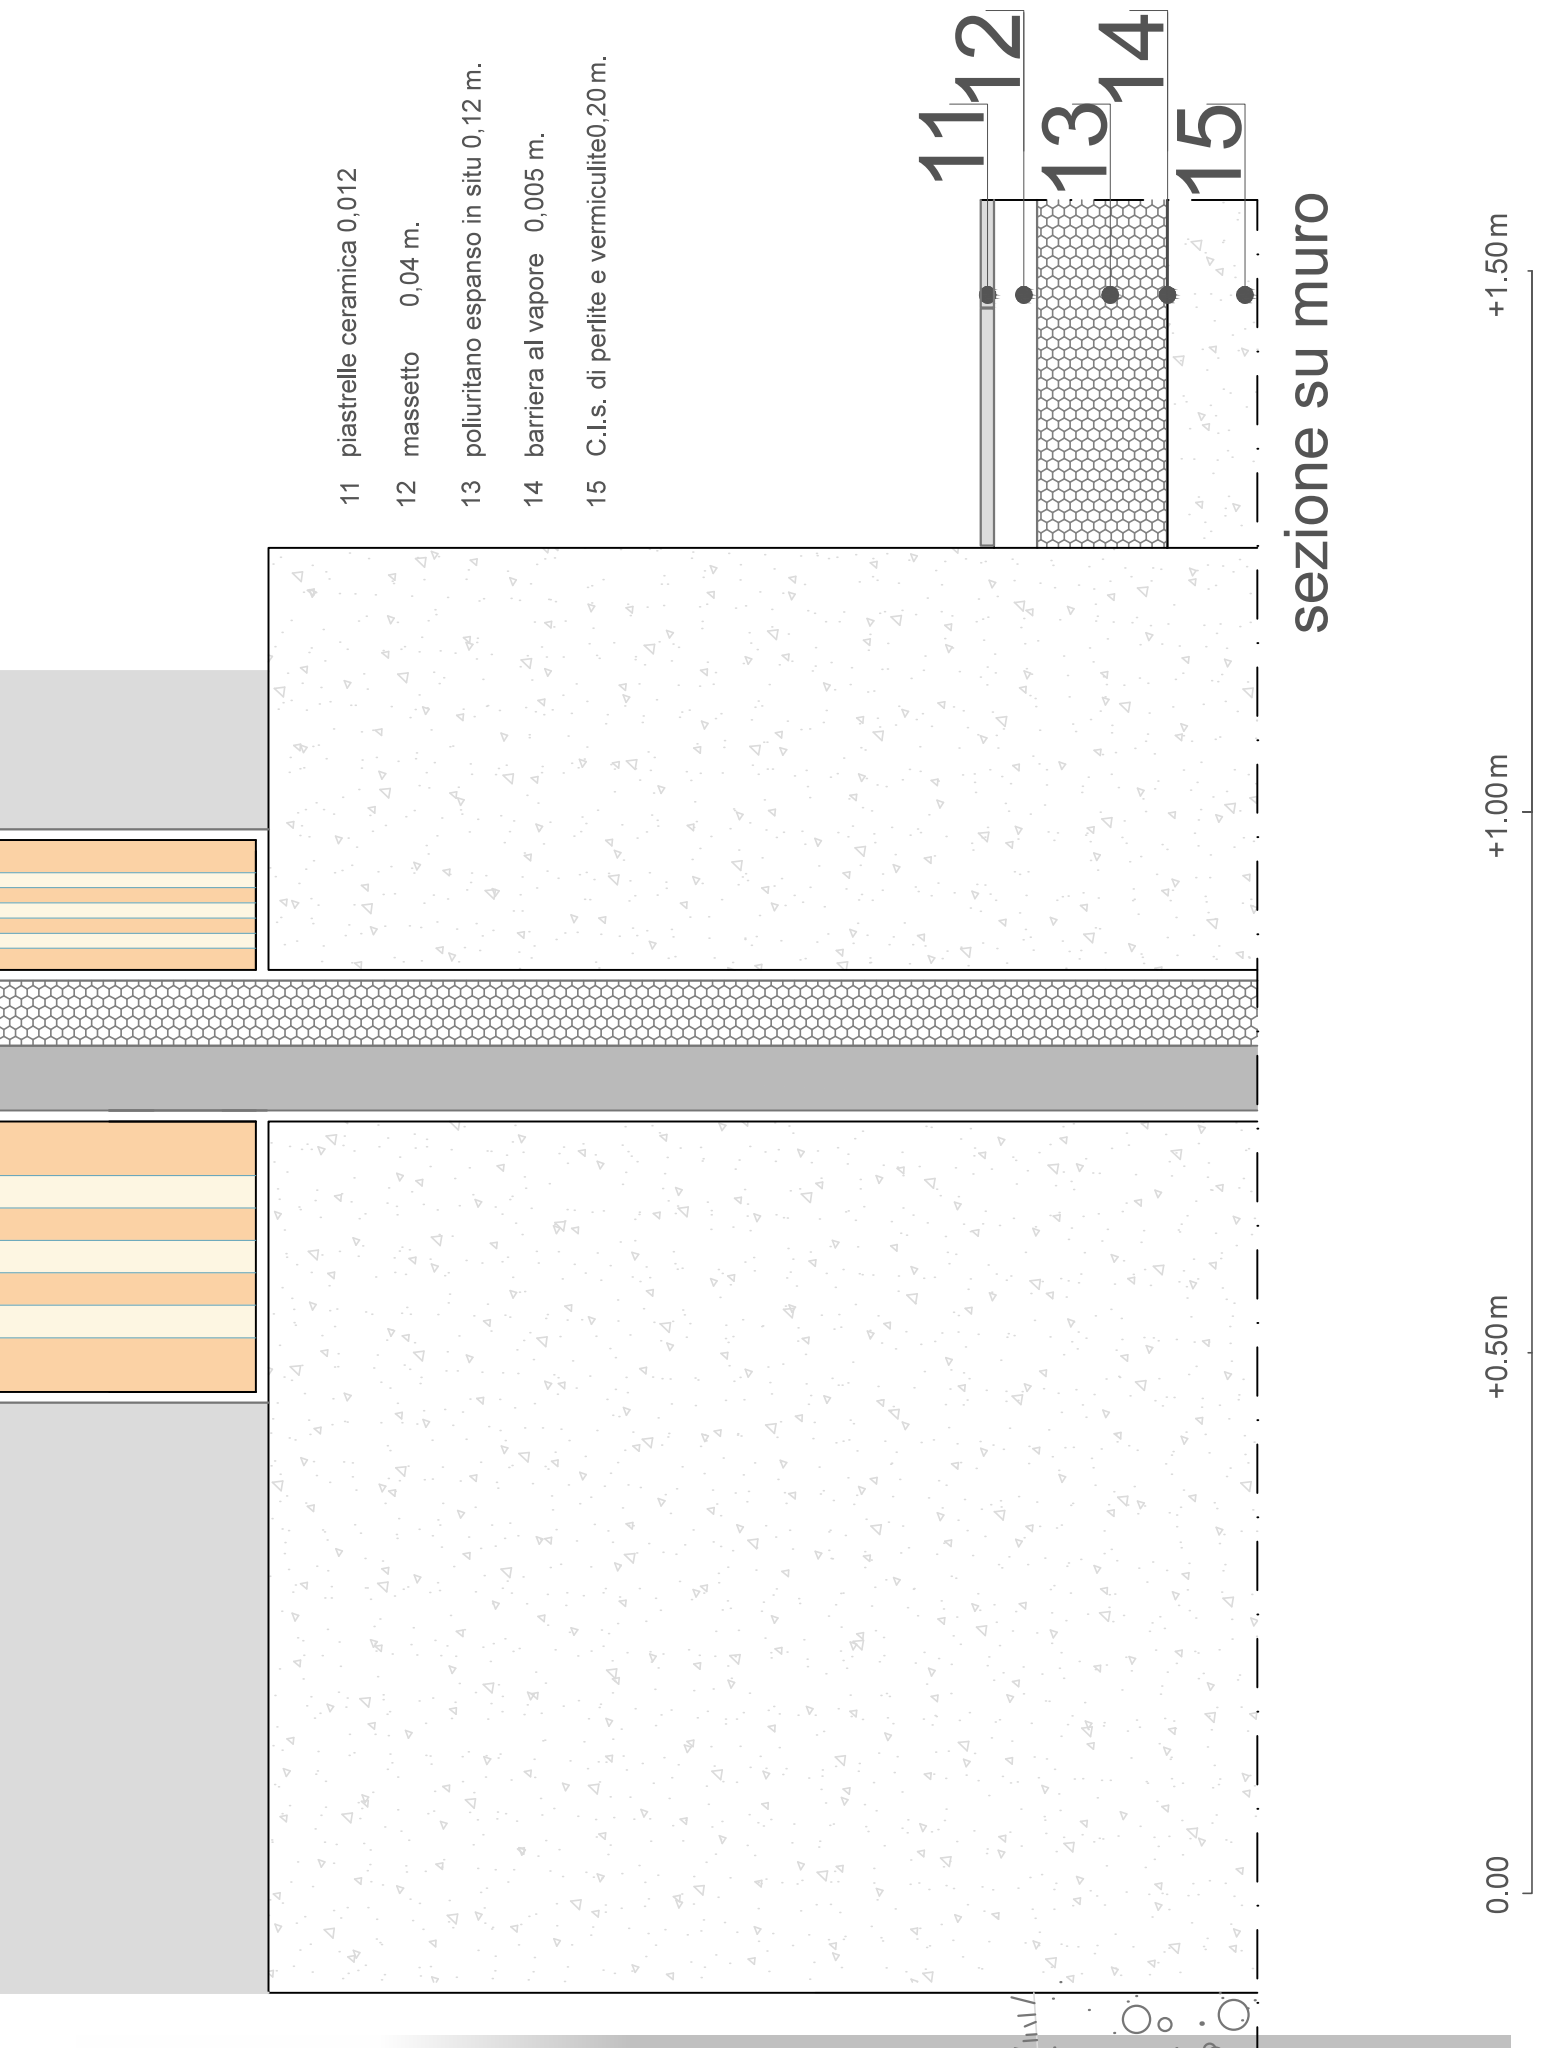 11 piastrelle ceramica 0,012
12 massetto 0,04 m.
13 poliuritano espanso in situ 0,12 m.
14 barriera al vapore 0,005 m.
15 C.l.s. di perlite e vermiculite0,20 m.
11
12
13
14
15
sezione su muro
0.00
+0.50m
+1.00m
+1.50m